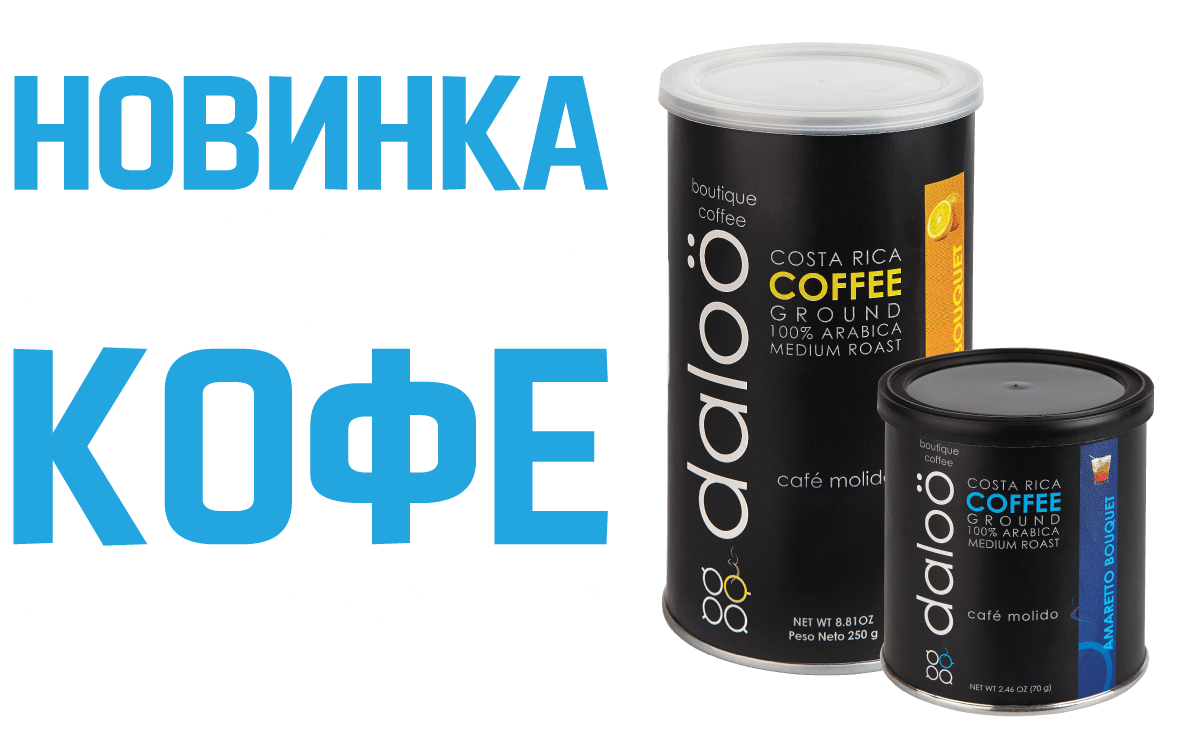 НОВИНКА
КОФЕ
boutique
coffee
daloö
COSTA RICA
COFFEE
GROUND
100% ARABICA
MEDIUM ROAST
BOUQUET
café molido
NET WT 8.81OZ
Peso Neto 250 g
boutique
coffee
daloö
COSTA RICA
COFFEE
GROUND
100% ARABICA
MEDIUM ROAST
AMARETTO BOUQUET
café molido
NET WT 2.46 OZ (70 g)